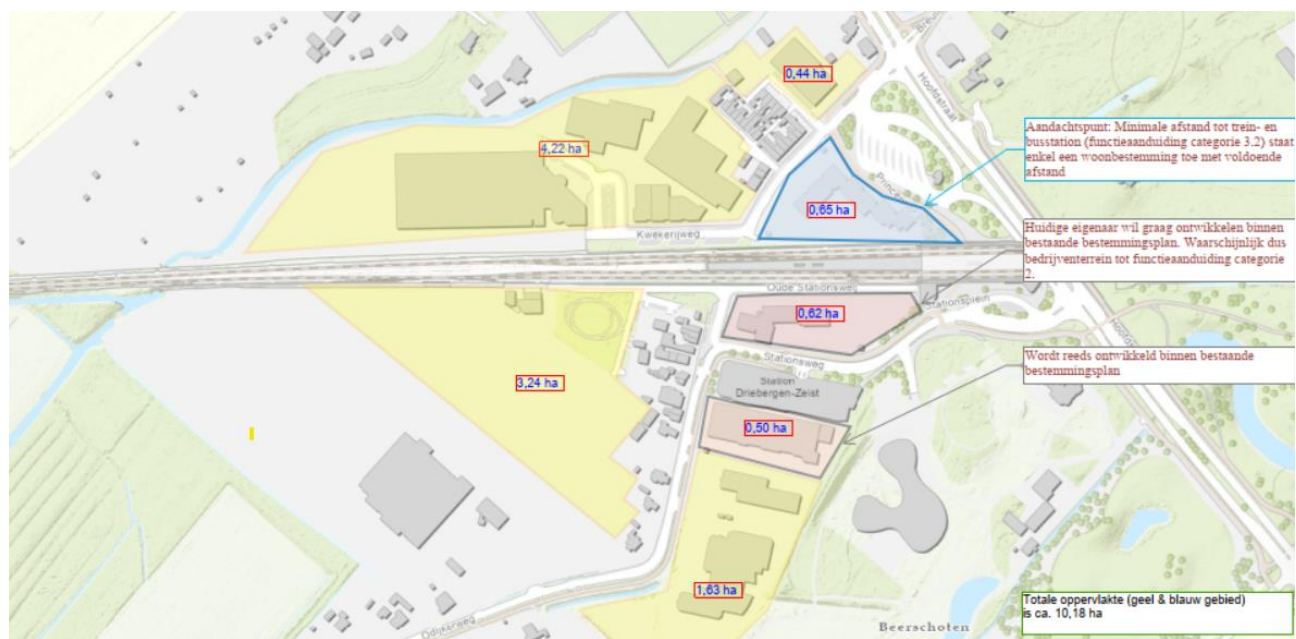 0,44 ha
Breu
Hoofdstraat
4,22 ha
Aandachtspunt: Minimale afstand tot trein- en
busstation (functieaanduiding categorie 3.2) staat
enkel een woonbestemming toe met voldoende
afstand
Princes
0,65 ha
Kwekerijweg
Huidige eigenaar wil graag ontwikkelen binnen
bestaande bestemmingsplan. Waarschijnlijk dus
bedrijventerrein tot functieaanduiding categorie
2.
Oude Stationsweg
Stationsplein
0,62 ha
Hoofds
Stationsweg
Wordt reeds ontwikkeld binnen bestaande
bestemmingsplan
3,24 ha
Station
Driebergen-Zeist
0,50 ha
1,63 ha
Totale oppervlakte (geel & blauw gebied)
is ca. 10,18 ha
Odijkerweg
Beerschoten